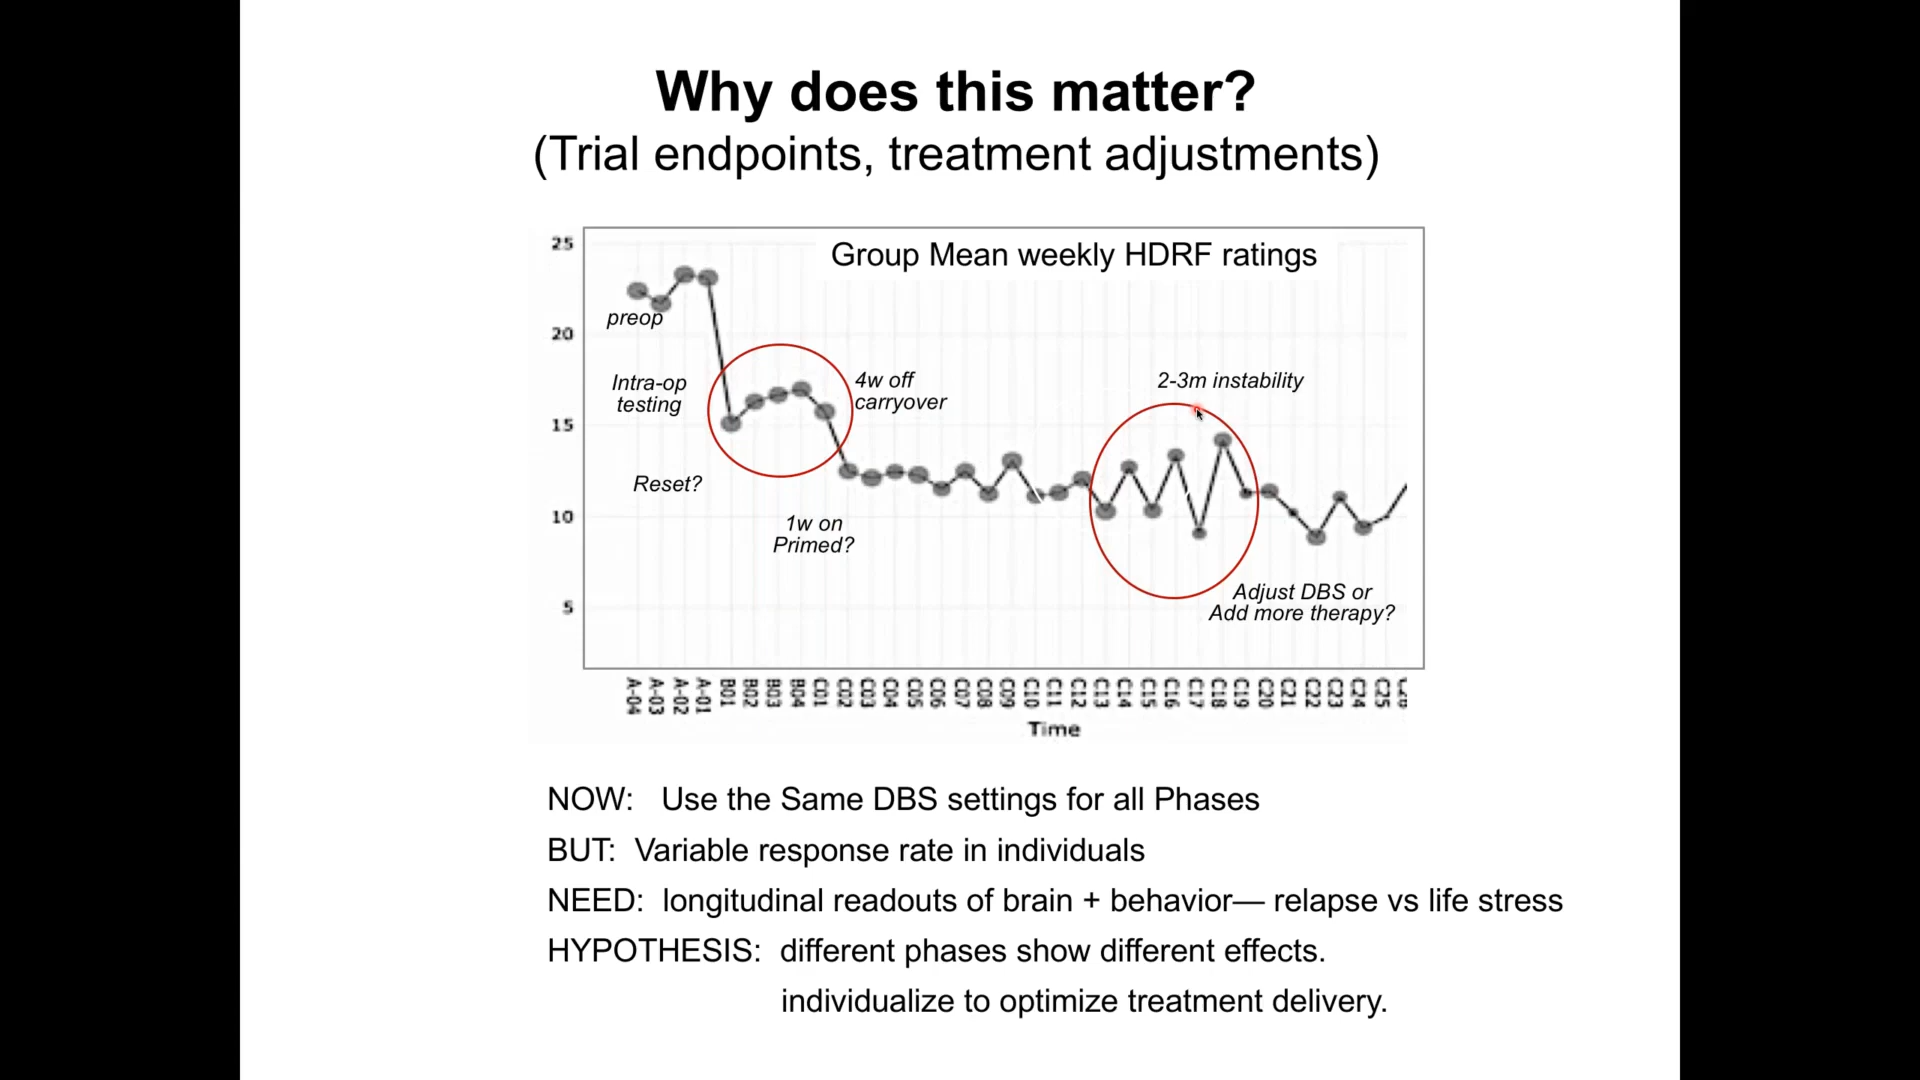 Why does this matter?
(Trial endpoints, treatment adjustments)
Group Mean weekly HDRF ratings
25
20
15
10
5
preop
Intra-op
testing
4w off
carryover
2-3m instability
Reset?
1w on
Primed?
Adjust DBS or
Add more therapy?
A-04 A-03 A-02 A-01 B01 B02 B03 B04 C01 C02 C03 C04 C05 C06 C07 C08 C09 C10 C11 C12 C13 C14 C15 C16 C17 C18 C19 C20 C21 C22 C23 C24 C25
Time
NOW: Use the Same DBS settings for all Phases
BUT: Variable response rate in individuals
NEED: longitudinal readouts of brain + behavior— relapse vs life stress
HYPOTHESIS: different phases show different effects.
individualize to optimize treatment delivery.